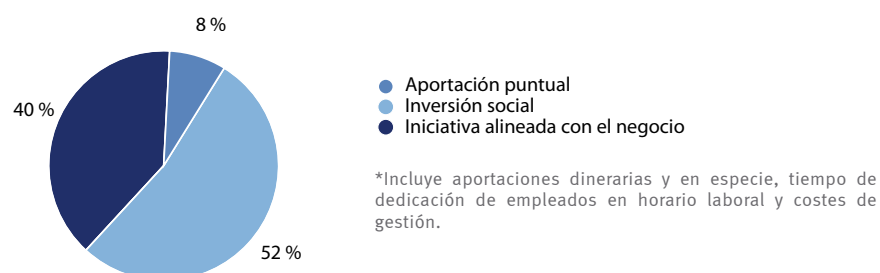 8 %
40 %
52 %
Aportación puntual
Inversión social
Iniciativa alineada con el negocio
*Incluye aportaciones dinerarias y en especie, tiempo de
dedicación de empleados en horario laboral y costes de
gestión.